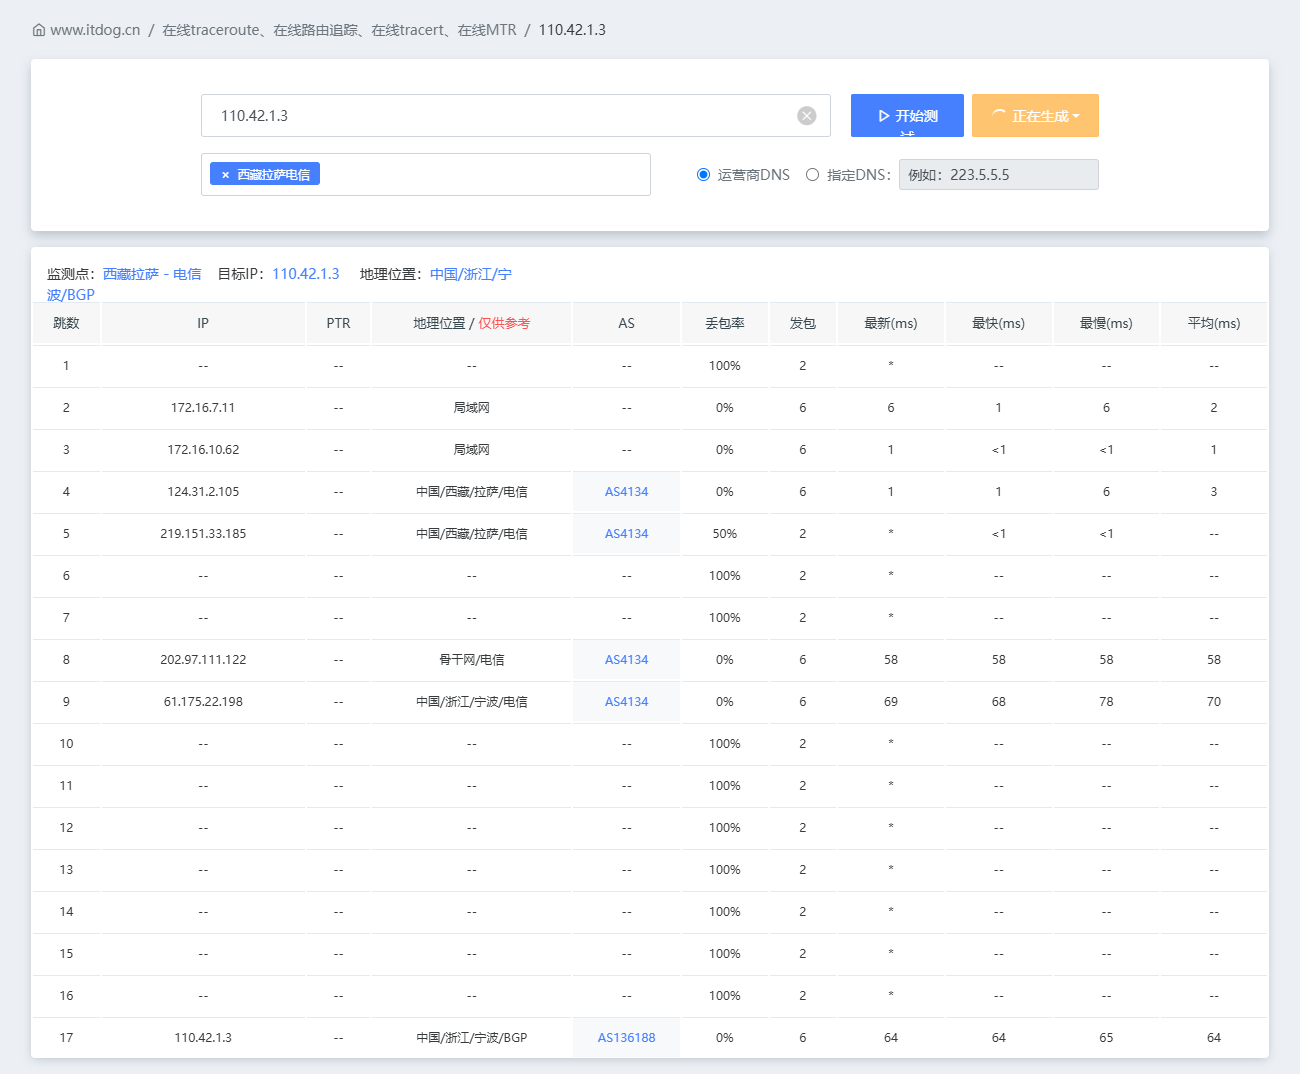 www.itdog.cn / 在线traceroute、在线路由追踪、在线tracert、在线MTR / 110.42.1.3
110.42.1.3
开始测
正在生成
× 西藏拉萨电信
运营商DNS 指定DNS： 例如：223.5.5.5
监测点：西藏拉萨 - 电信 目标IP：110.42.1.3 地理位置：中国/浙江/宁
波/BGP
跳数 IP PTR 地理位置 / 仅供参考 AS 丢包率 发包 最新(ms) 最快(ms) 最慢(ms) 平均(ms)
1 -- -- -- -- 100% 2 * -- -- --
2 172.16.7.11 -- 局域网 -- 0% 6 6 1 6 2
3 172.16.10.62 -- 局域网 -- 0% 6 1 <1 <1 1
4 124.31.2.105 -- 中国/西藏/拉萨/电信 AS4134 0% 6 1 1 6 3
5 219.151.33.185 -- 中国/西藏/拉萨/电信 AS4134 50% 2 * <1 <1 --
6 -- -- -- -- 100% 2 * -- -- --
7 -- -- -- -- 100% 2 * -- -- --
8 202.97.111.122 -- 骨干网/电信 AS4134 0% 6 58 58 58 58
9 61.175.22.198 -- 中国/浙江/宁波/电信 AS4134 0% 6 69 68 78 70
10 -- -- -- -- 100% 2 * -- -- --
11 -- -- -- -- 100% 2 * -- -- --
12 -- -- -- -- 100% 2 * -- -- --
13 -- -- -- -- 100% 2 * -- -- --
14 -- -- -- -- 100% 2 * -- -- --
15 -- -- -- -- 100% 2 * -- -- --
16 -- -- -- -- 100% 2 * -- -- --
17 110.42.1.3 -- 中国/浙江/宁波/BGP AS136188 0% 6 64 64 65 64